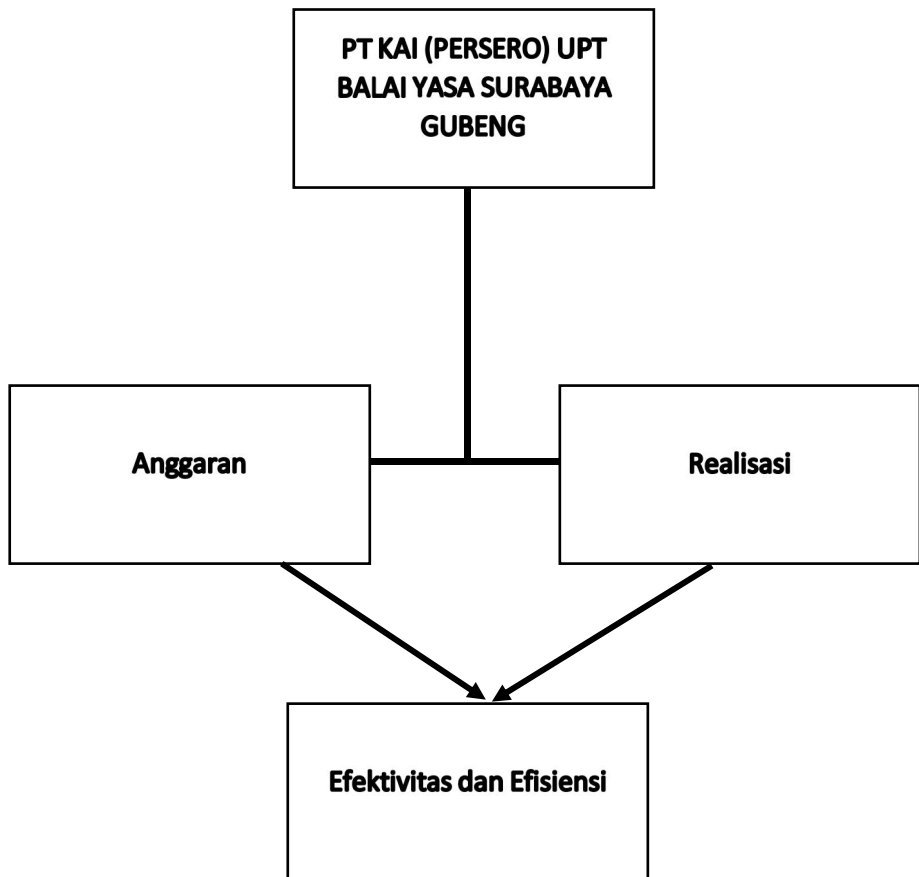 PT KAI (PERSERO) UPT
BALAI YASA SURABAYA
GUBENG
Anggaran
Realisasi
Efektivitas dan Efisiensi